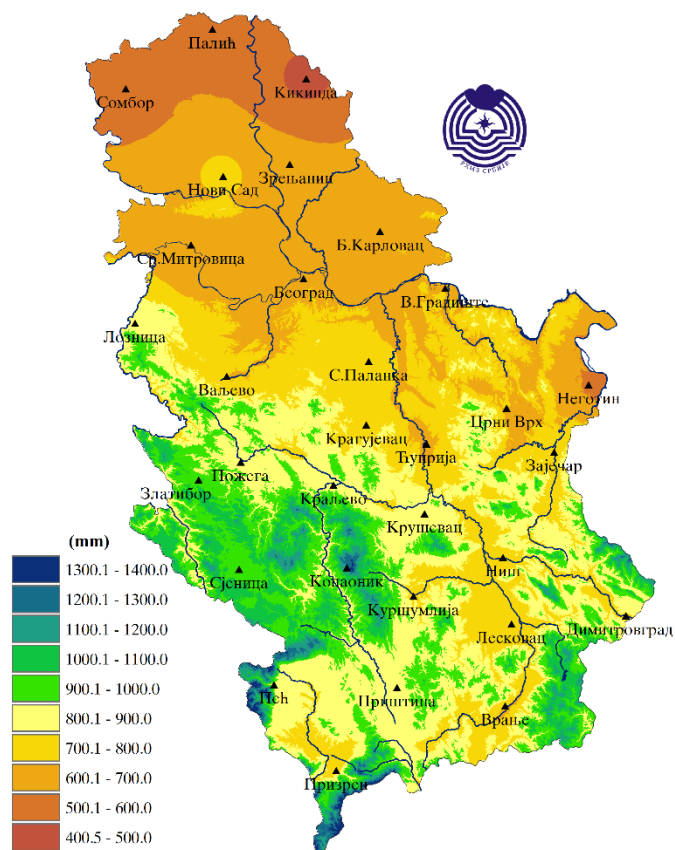 Палић
Кикинда
Сомбор
Зрењанин
Нови Сад
Б.Карловац
Ср.Митровица
Београд
В.Градиште
Лозница
С.Паланка
Ваљево
Неготин
Црни Врх
Крагујевац
Ћуприја
Зајечар
Пожега
Златибор
Краљево
Крушевац
Ниш
Сјеница
Копаоник
Куршумлија
Лесковац
Димитровград
Пећ
Приштина
Врање
Призрен
РХМЗ СРБИЈЕ
(mm)
1300.1 - 1400.0
1200.1 - 1300.0
1100.1 - 1200.0
1000.1 - 1100.0
900.1 - 1000.0
800.1 - 900.0
700.1 - 800.0
600.1 - 700.0
500.1 - 600.0
400.5 - 500.0